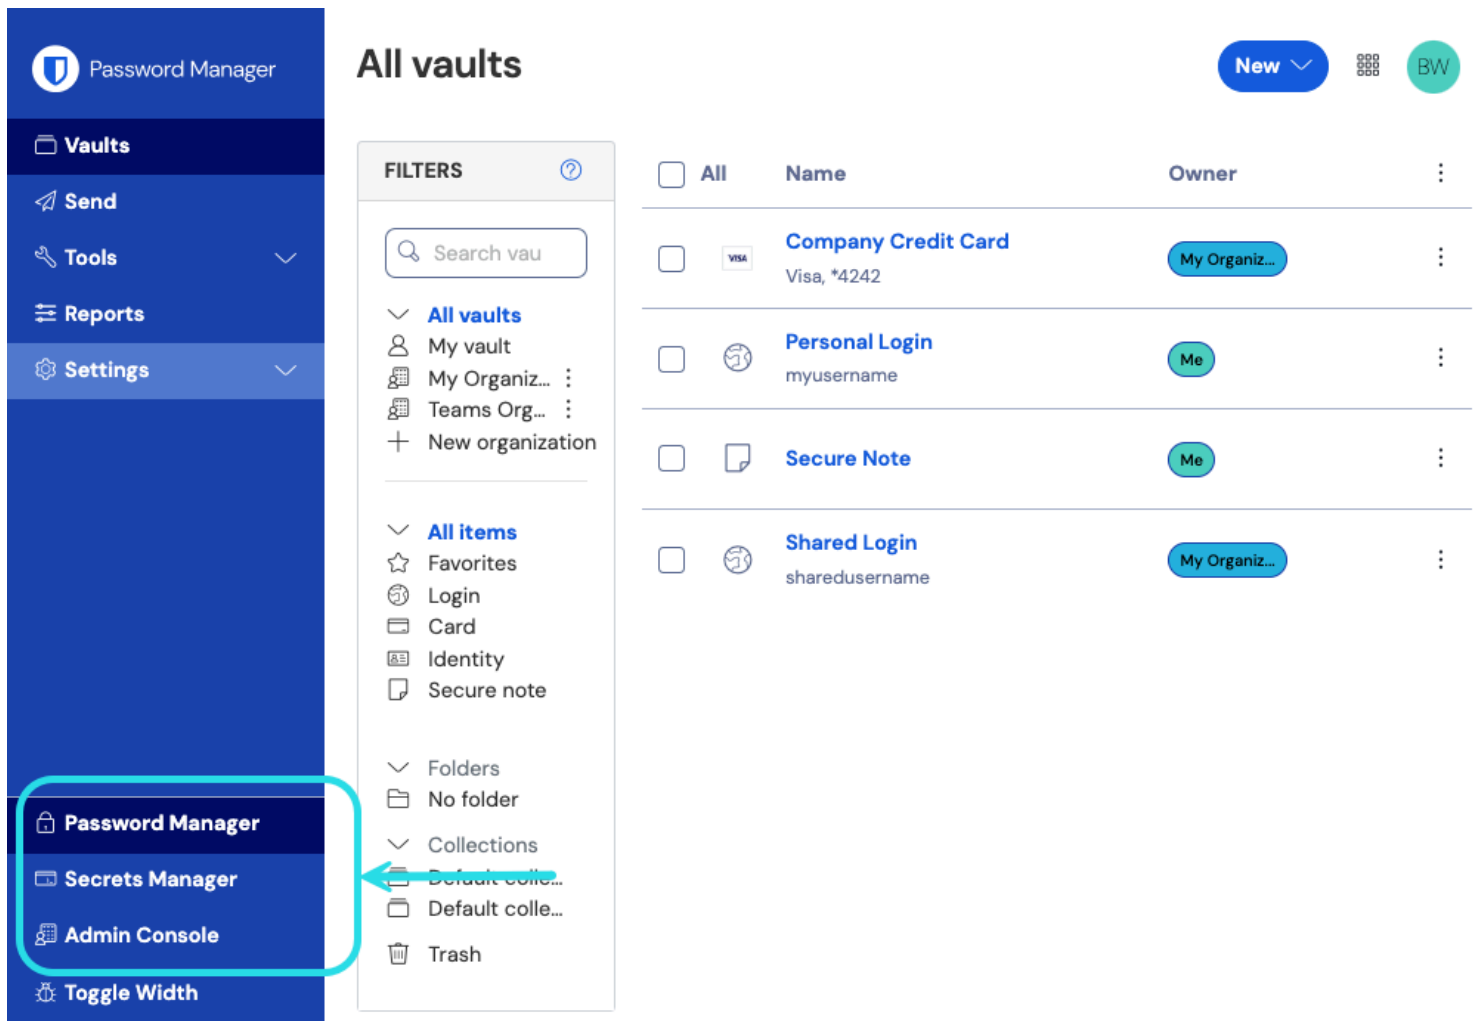 Password Manager
Vaults
Send
Tools
Reports
Settings
Password Manager
Secrets Manager
Admin Console
Toggle Width
All vaults
New
BW
FILTERS
Search vau
All vaults
My vault
My Organiz...
Teams Org...
New organization
All items
Favorites
Login
Card
Identity
Secure note
Folders
No folder
Collections
Default colle...
Default colle...
Trash
All Name Owner
VISA
Company Credit Card
Visa, *4242
My Organiz...
Personal Login
myusername
Me
Secure Note
Me
Shared Login
sharedusername
My Organiz...